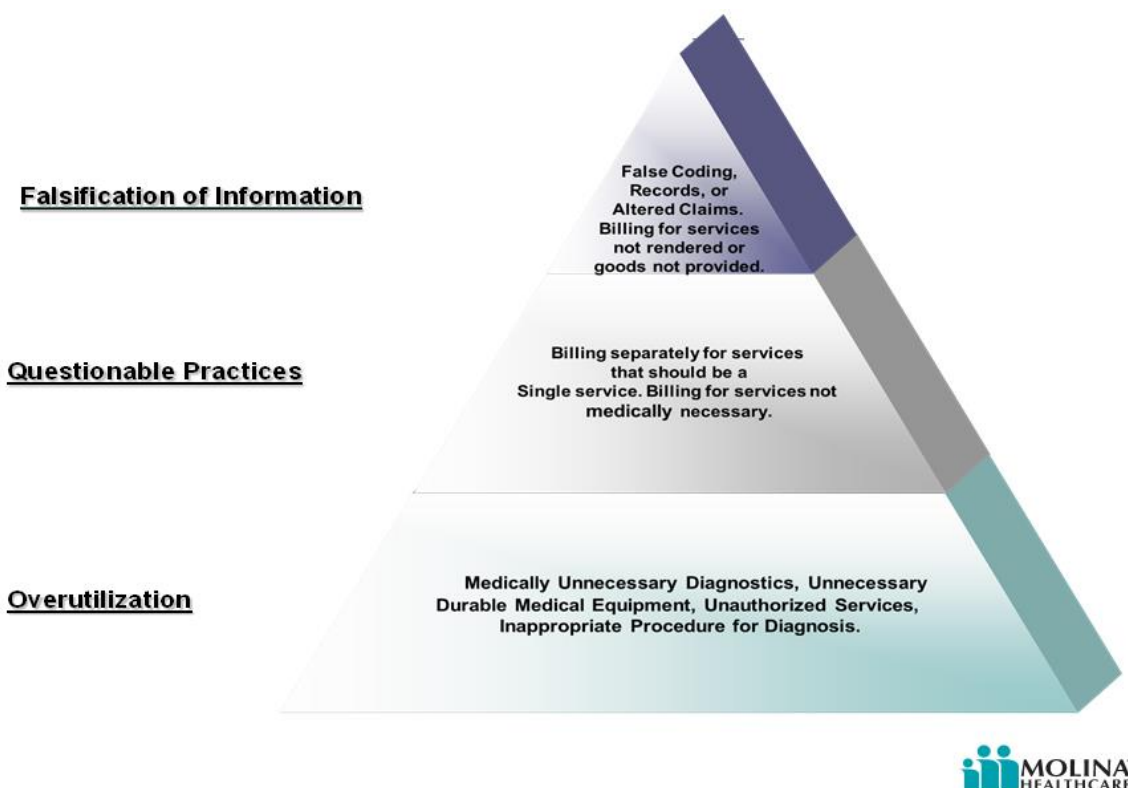 Falsification of Information
False Coding,
Records, or
Altered Claims.
Billing for services
not rendered or
goods not provided.
Questionable Practices
Billing separately for services
that should be a
Single service. Billing for services not
medically necessary.
Overutilization
Medically Unnecessary Diagnostics, Unnecessary
Durable Medical Equipment, Unauthorized Services,
Inappropriate Procedure for Diagnosis.
MOLINA
HEALTHCARE